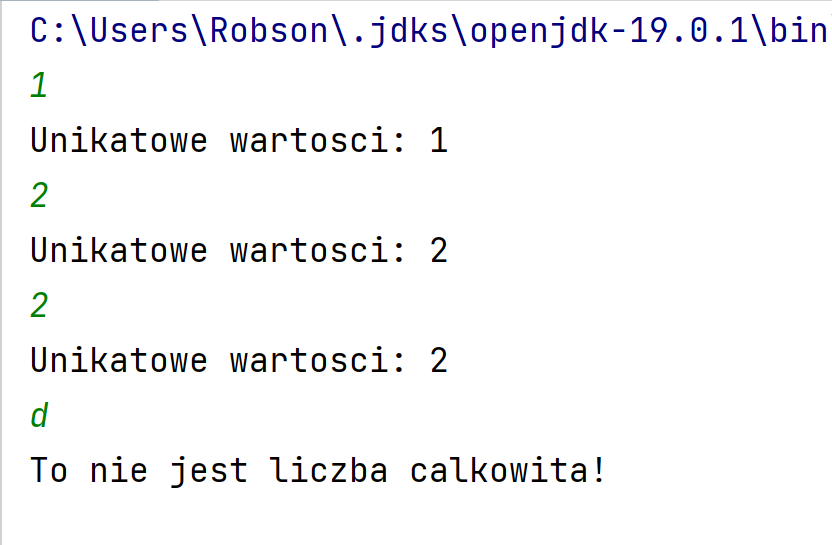 C:\Users\Robson\.jdks\openjdk-19.0.1\bin
1
Unikatowe wartosci: 1
2
Unikatowe wartosci: 2
2
Unikatowe wartosci: 2
d
To nie jest liczba calkowita!